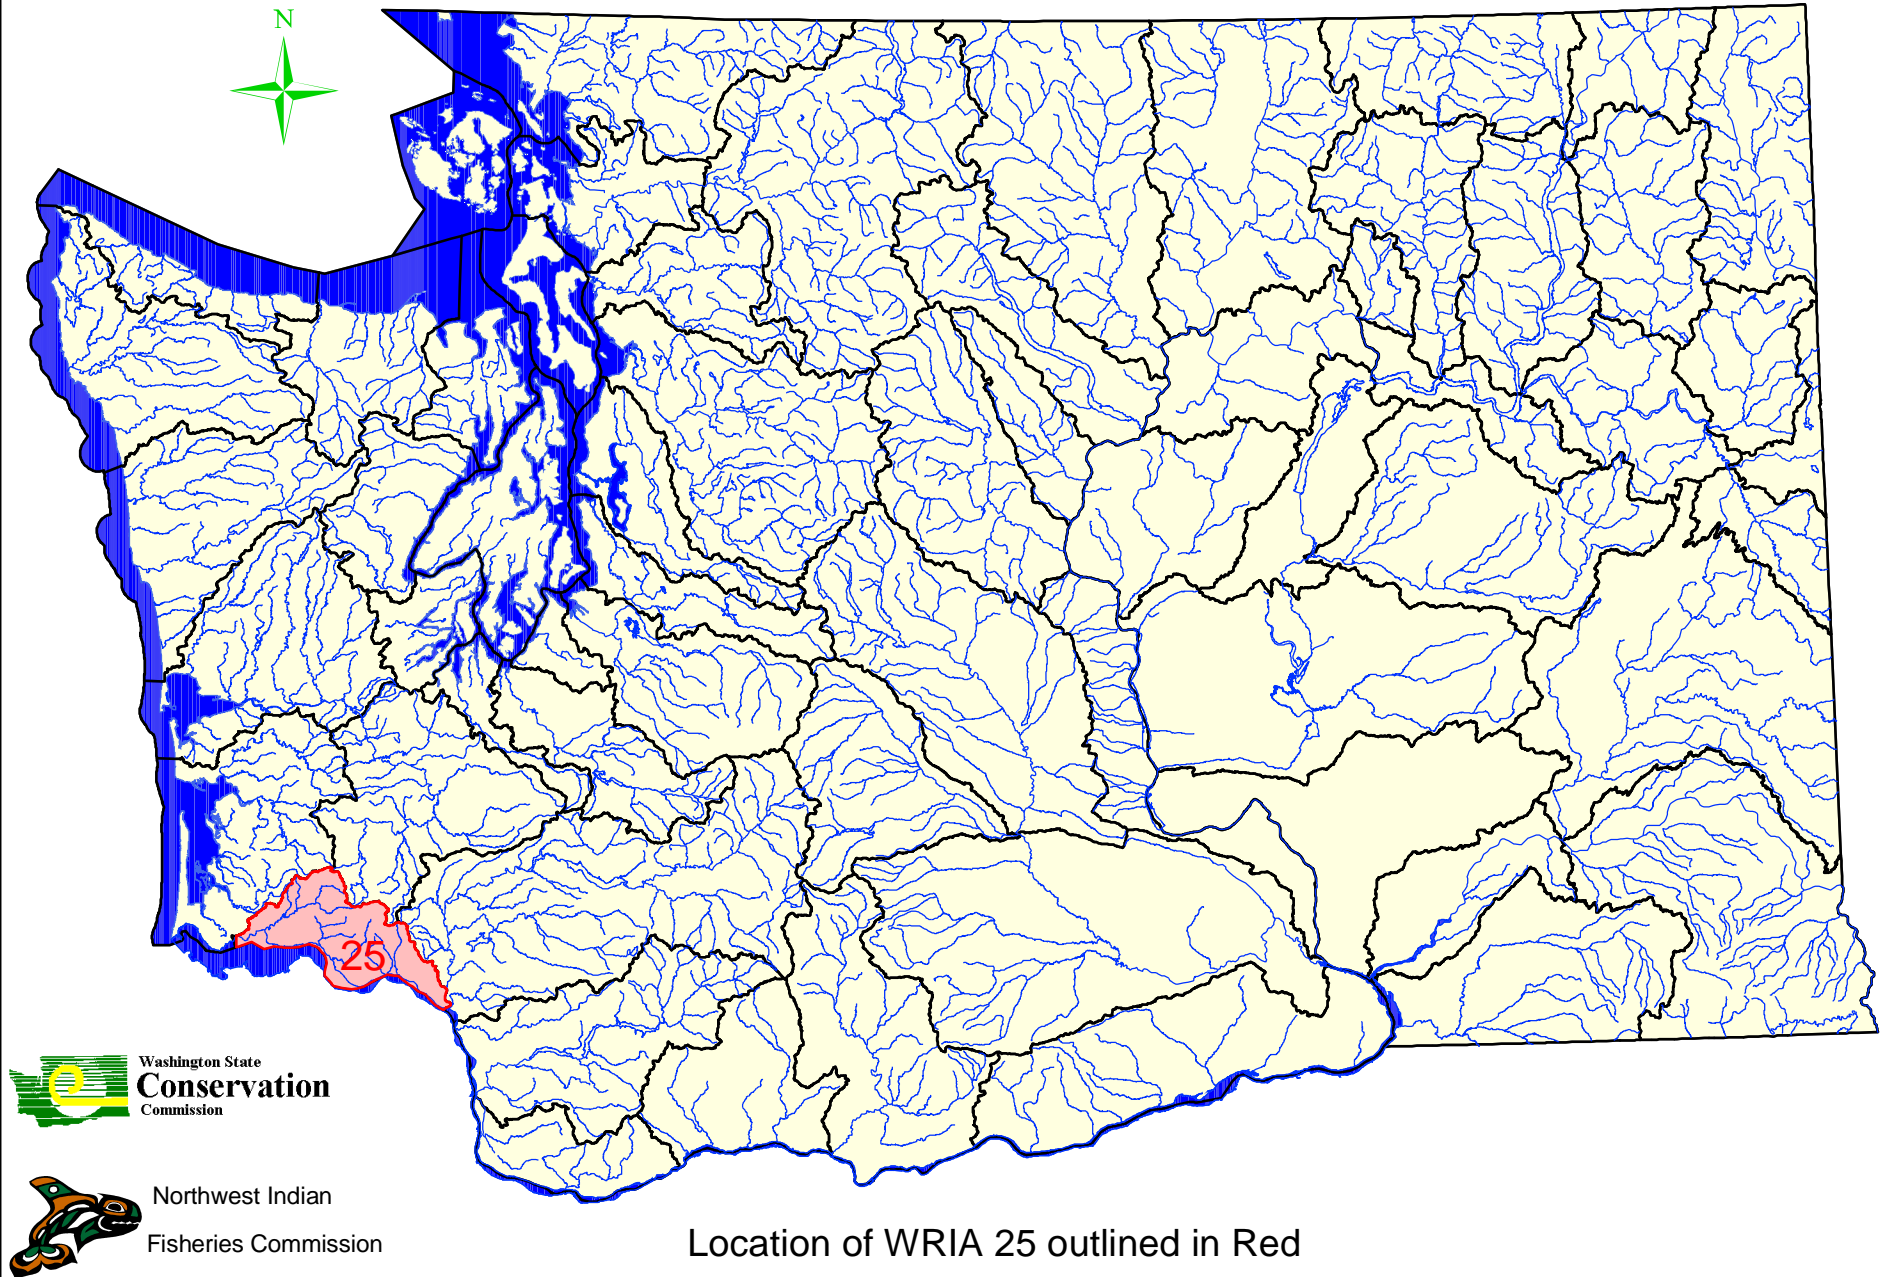 N
25
Washington State
Conservation
Commission
Northwest Indian
Fisheries Commission
Location of WRIA 25 outlined in Red